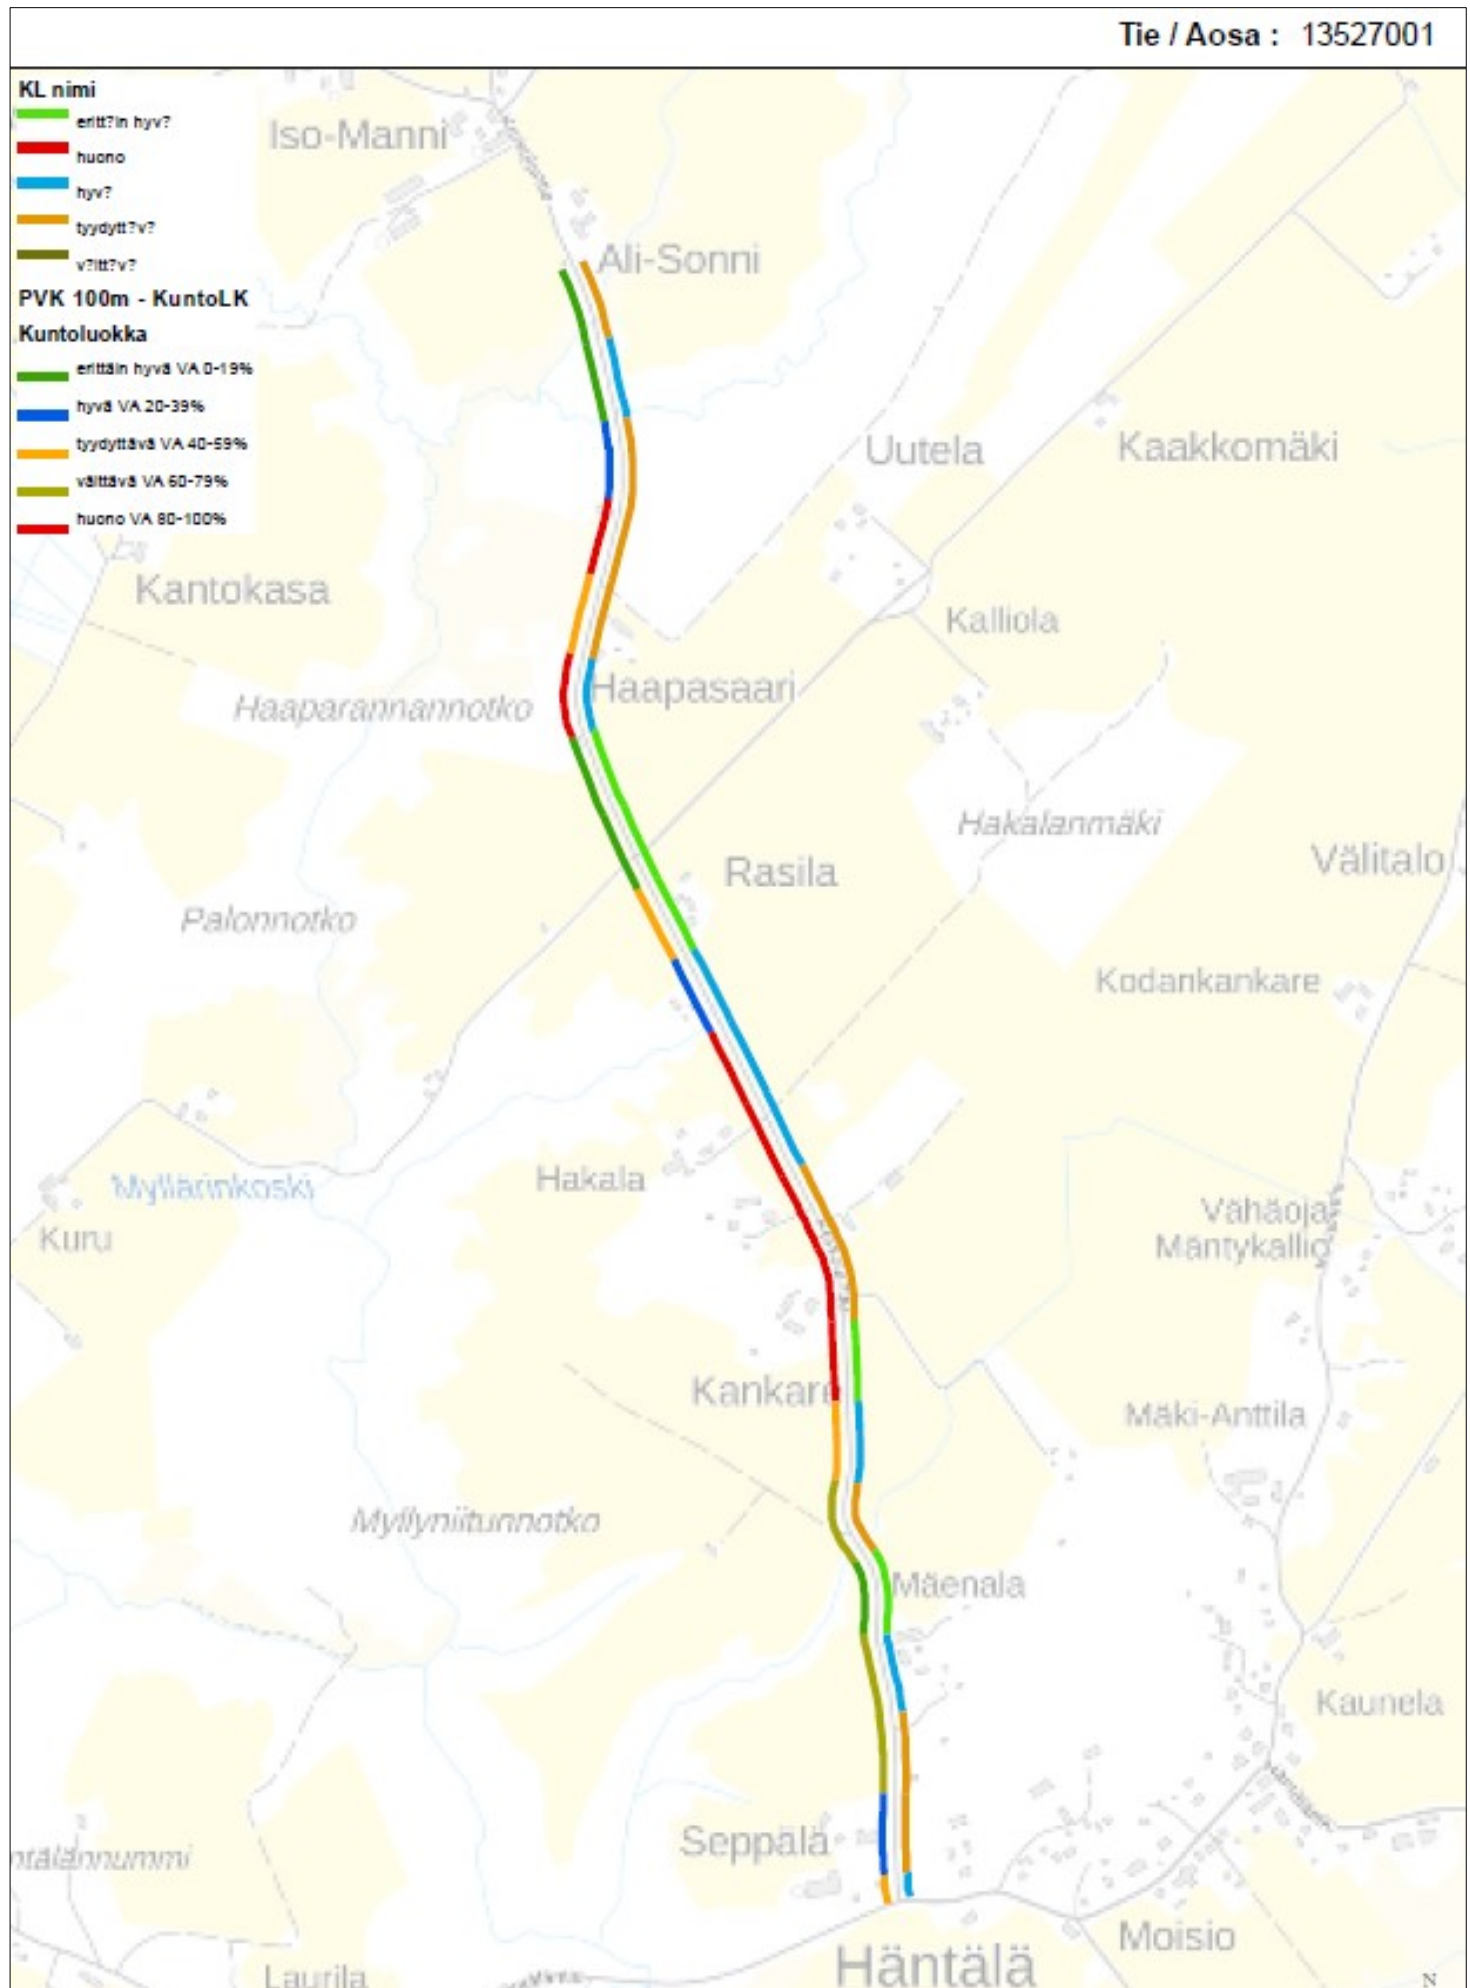 Tie / Aosa : 13527001
KL nimi
eritt?in hyv?
huono
hyv?
tyydytt?v?
v?ltt?v?
PVK 100m - KuntoLK
Kuntoluokka
erittäin hyvä VA 0-19%
hyvä VA 20-39%
tyydyttävä VA 40-59%
välttävä VA 60-79%
huono VA 80-100%
Iso-Manni
Ali-Sonni
Uutela
Kaakkomäki
Kantokasa
Kalliola
Haapasaari
Haaparannannotko
Hakalanmäki
Välitalo
Rasila
Palonnotko
Kodankankare
Hakala
Myllärinkoski
Vähäoja
Kuru
Mäntykallio
Kankare
Mäki-Anttila
Myllyniitunnotko
Mäenala
Kaunela
Seppälä
ntälännummi
Moisio
Häntälä
Laurila
N